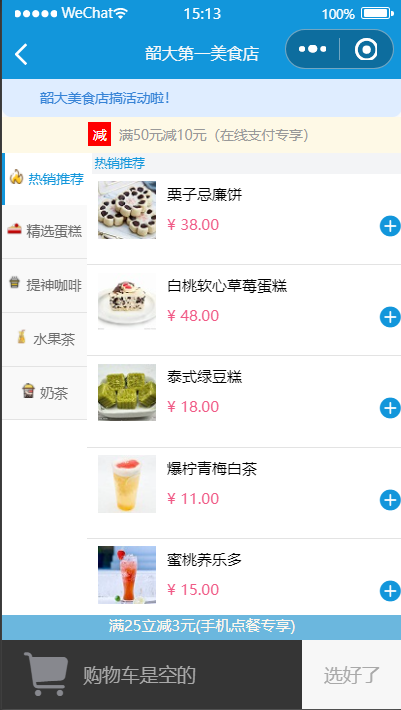 WeChat 15:13 100%
韶大第一美食店
韶大美食店搞活动啦!
减 满50元减10元（在线支付专享）
热销推荐
精选蛋糕
提神咖啡
水果茶
奶茶
热销推荐
栗子忌廉饼
¥ 38.00
白桃软心草莓蛋糕
¥ 48.00
泰式绿豆糕
¥ 18.00
爆柠青梅白茶
¥ 11.00
蜜桃养乐多
¥ 15.00
满25立减3元(手机点餐专享)
购物车是空的 选好了